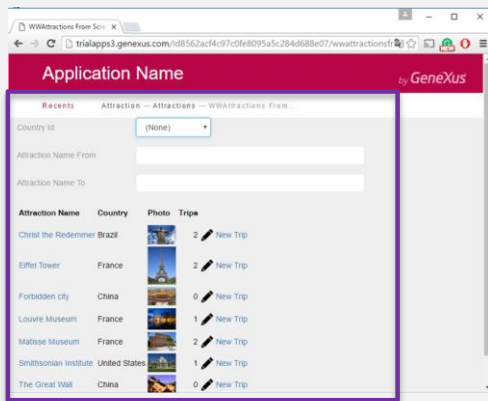 WWAttractions From Scra
trialapps3.genexus.com/Id8562acf4c97c0fe8095a5c284d688e07/wwattractionsfr
Application Name
by GeneXus
Recents Attraction — Attractions — WWAttractions From...
Country Id (None)
Attraction Name From
Attraction Name To
Attraction Name Country Photo Trips
Christ the Redemmer Brazil 2 New Trip
Eiffel Tower France 2 New Trip
Forbidden city China 0 New Trip
Louvre Museum France 1 New Trip
Matisse Museum France 2 New Trip
Smithsonian Institute United States 1 New Trip
The Great Wall China 0 New Trip